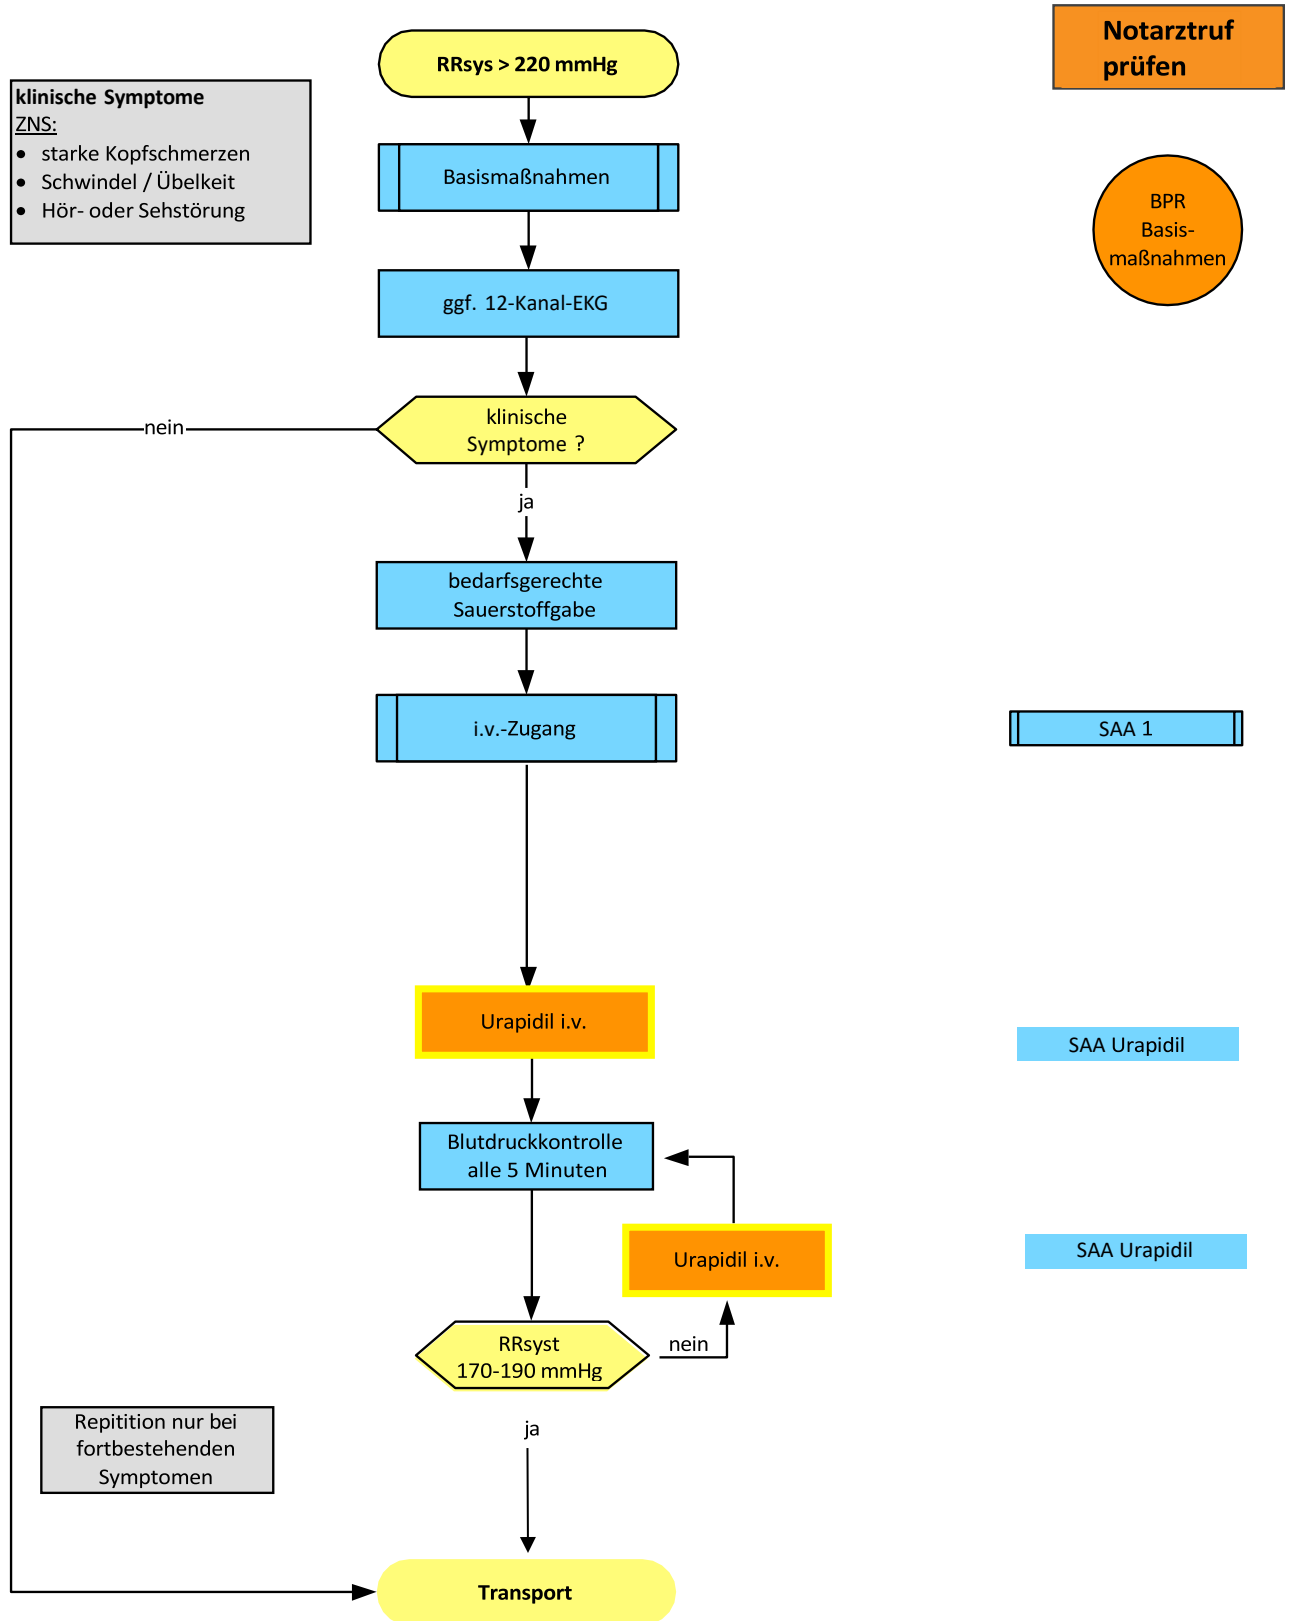 Notarztruf
prüfen
RRsys > 220 mmHg
klinische Symptome
ZNS:
• starke Kopfschmerzen
• Schwindel / Übelkeit
• Hör- oder Sehstörung
Basismaßnahmen
BPR
Basis-
maßnahmen
ggf. 12-Kanal-EKG
klinische
Symptome ?
nein
ja
bedarfsgerechte
Sauerstoffgabe
i.v.-Zugang
SAA 1
Urapidil i.v.
SAA Urapidil
Blutdruckkontrolle
alle 5 Minuten
Urapidil i.v.
SAA Urapidil
RRsyst
170-190 mmHg
nein
ja
Repitition nur bei
fortbestehenden
Symptomen
Transport